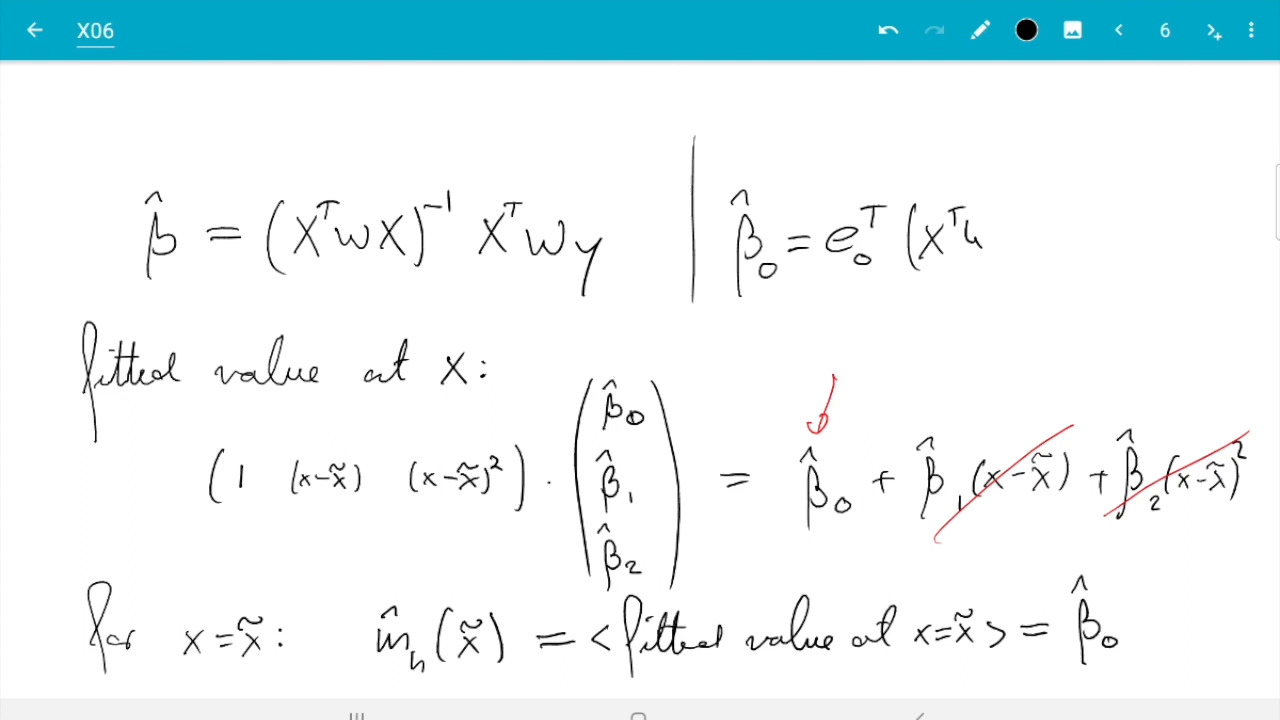 X06
6
β̂ = (XᵀWX)⁻¹ XᵀWy | β̂₀ = e₀ᵀ (Xᵀ
fitted value at x:
(1 (x-x̃) (x-x̃)²) · (β̂₀ β̂₁ β̂₂) = β̂₀ + β̂₁(x-x̃) + β̂₂(x-x̃)²
for x=x̃: m̂ₕ(x̃) = <fitted value at x=x̃> = β̂₀